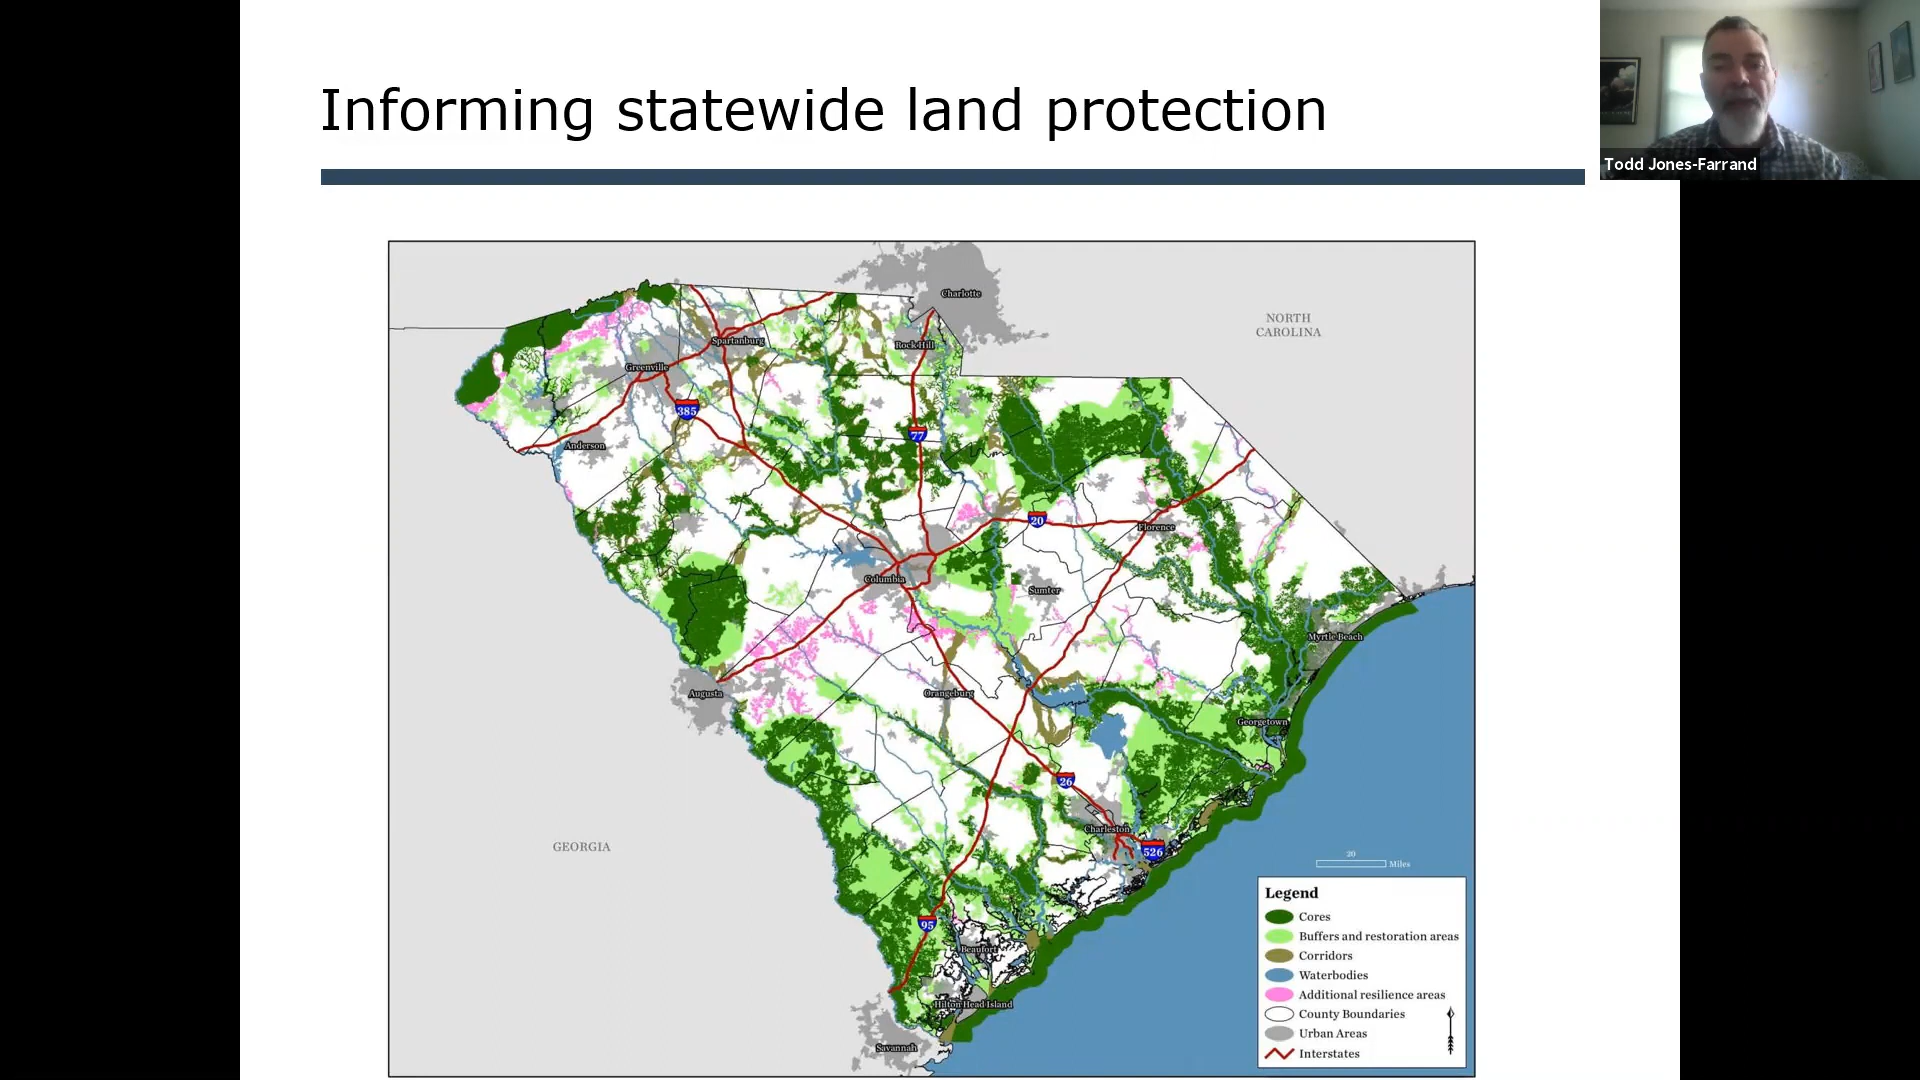 Informing statewide land protection
Todd Jones-Farrand
Charlotte
NORTH
CAROLINA
Spartanburg
Rock Hill
Greenville
385
77
Anderson
20
Florence
Columbia
Sumter
Myrtle Beach
Augusta
Orangeburg
Georgetown
26
Charleston
526
GEORGIA
20
Miles
95
Beaufort
Hilton Head Island
Savannah
Legend
Cores
Buffers and restoration areas
Corridors
Waterbodies
Additional resilience areas
County Boundaries
Urban Areas
Interstates